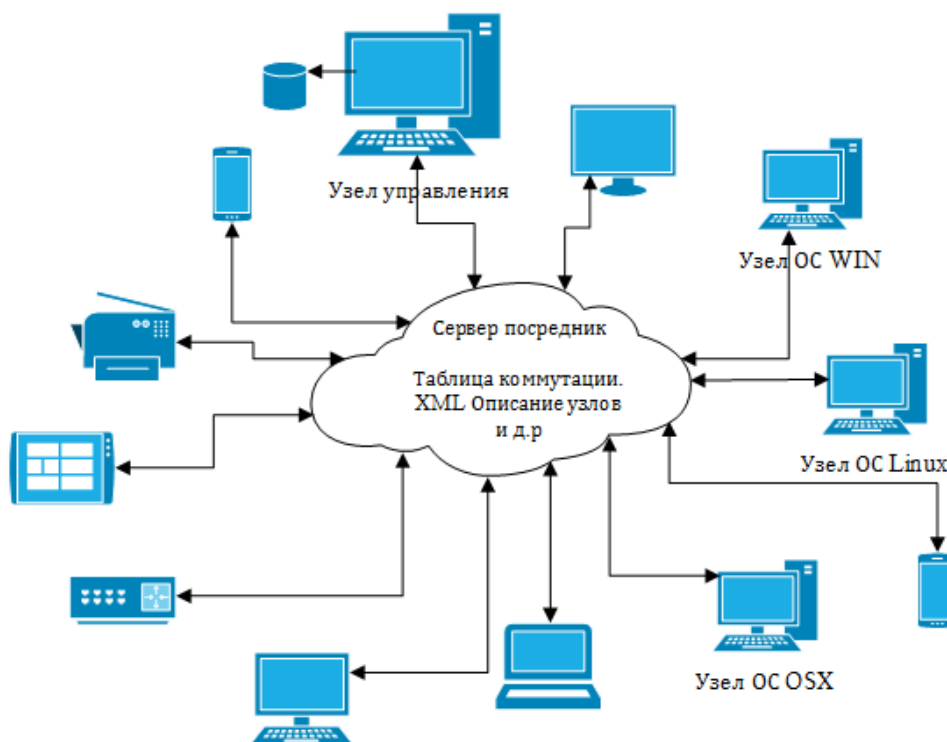 Узел управления
Узел ОС WIN
Сервер посредник
Таблица коммутации.
XML Описание узлов
и д.р
Узел ОС Linux
Узел ОС OSX